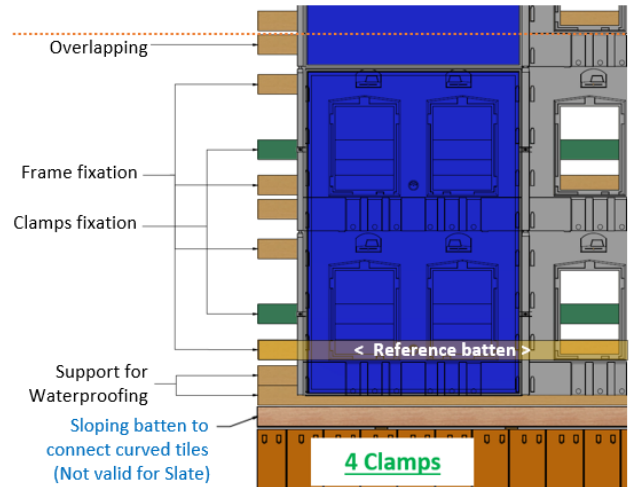 Overlapping
Frame fixation
Clamps fixation
< Reference batten >
Support for
Waterproofing
Sloping batten to
connect curved tiles
(Not valid for Slate)
4 Clamps